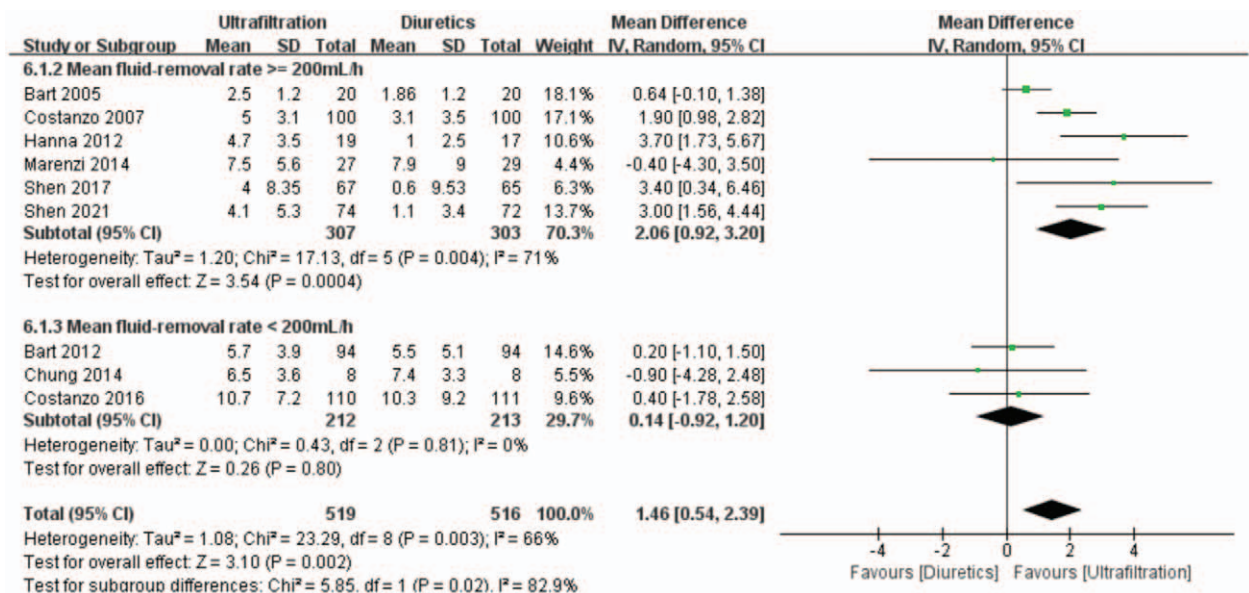 Ultrafiltration Diuretics Mean Difference Mean Difference
Study or Subgroup Mean SD Total Mean SD Total Weight IV, Random, 95% CI IV, Random, 95% CI
6.1.2 Mean fluid-removal rate >= 200mL/h
Bart 2005 2.5 1.2 20 1.86 1.2 20 18.1% 0.64 [-0.10, 1.38]
Costanzo 2007 5 3.1 100 3.1 3.5 100 17.1% 1.90 [0.98, 2.82]
Hanna 2012 4.7 3.5 19 1 2.5 17 10.6% 3.70 [1.73, 5.67]
Marenzi 2014 7.5 5.6 27 7.9 9 29 4.4% -0.40 [-4.30, 3.50]
Shen 2017 4 8.35 67 0.6 9.53 65 6.3% 3.40 [0.34, 6.46]
Shen 2021 4.1 5.3 74 1.1 3.4 72 13.7% 3.00 [1.56, 4.44]
Subtotal (95% CI) 307 303 70.3% 2.06 [0.92, 3.20]
Heterogeneity: Tau² = 1.20; Chi² = 17.13, df = 5 (P = 0.004); I² = 71%
Test for overall effect: Z = 3.54 (P = 0.0004)
6.1.3 Mean fluid-removal rate < 200mL/h
Bart 2012 5.7 3.9 94 5.5 5.1 94 14.6% 0.20 [-1.10, 1.50]
Chung 2014 6.5 3.6 8 7.4 3.3 8 5.5% -0.90 [-4.28, 2.48]
Costanzo 2016 10.7 7.2 110 10.3 9.2 111 9.6% 0.40 [-1.78, 2.58]
Subtotal (95% CI) 212 213 29.7% 0.14 [-0.92, 1.20]
Heterogeneity: Tau² = 0.00; Chi² = 0.43, df = 2 (P = 0.81); I² = 0%
Test for overall effect: Z = 0.26 (P = 0.80)
Total (95% CI) 519 516 100.0% 1.46 [0.54, 2.39]
Heterogeneity: Tau² = 1.08; Chi² = 23.29, df = 8 (P = 0.003); I² = 66%
Test for overall effect: Z = 3.10 (P = 0.002)
Test for subgroup differences: Chi² = 5.85, df = 1 (P = 0.02), I² = 82.9%
-4 -2 0 2 4
Favours [Diuretics] Favours [Ultrafiltration]